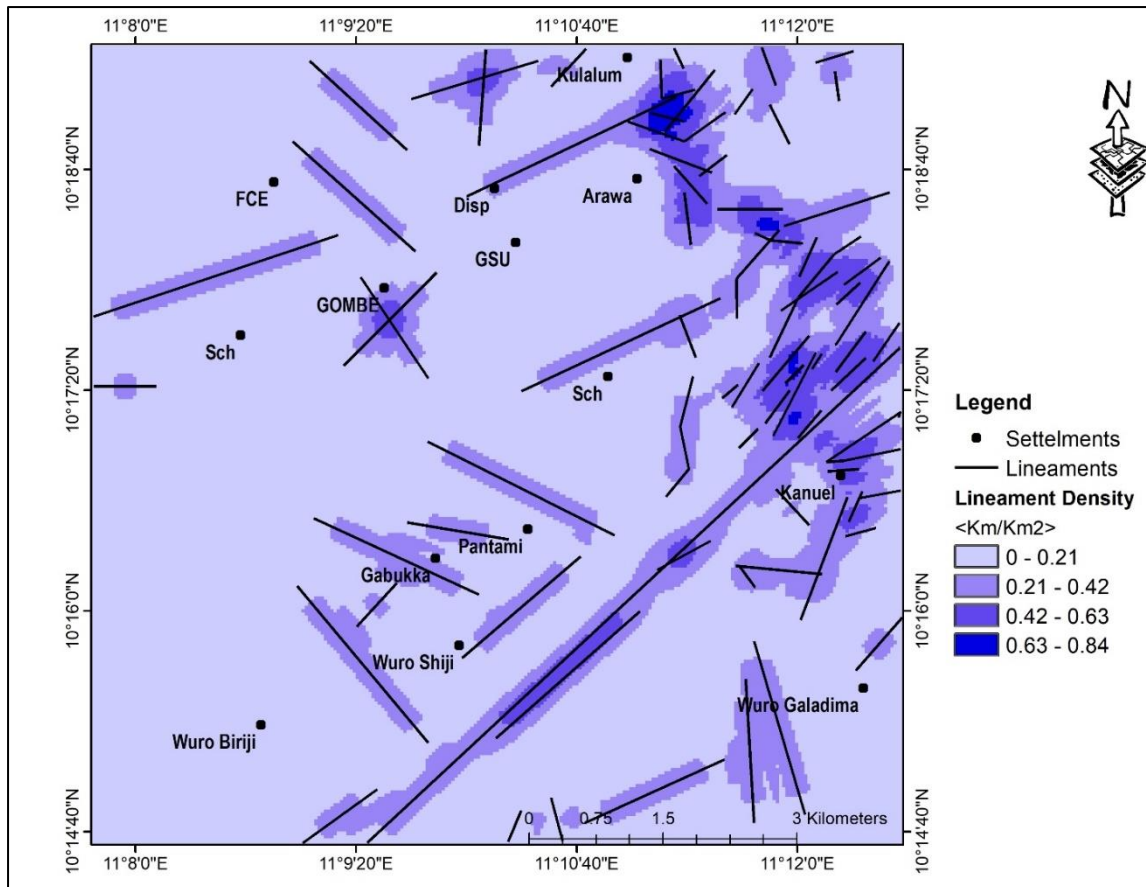 11°8'0"E 11°9'20"E 11°10'40"E 11°12'0"E
N
Kulalum
10°18'40"N 10°18'40"N
FCE Disp Arawa
GSU
GOMBE
Sch
Sch
10°17'20"N 10°17'20"N
Legend
Settelments
Lineaments
Lineament Density
<Km/Km2>
0 - 0.21
0.21 - 0.42
0.42 - 0.63
0.63 - 0.84
Kanuel
Pantami
Gabukka
10°16'0"N 10°16'0"N
Wuro Shiji
Wuro Galadima
Wuro Biriji
10°14'40"N 10°14'40"N
0 0.75 1.5 3 Kilometers
11°8'0"E 11°9'20"E 11°10'40"E 11°12'0"E